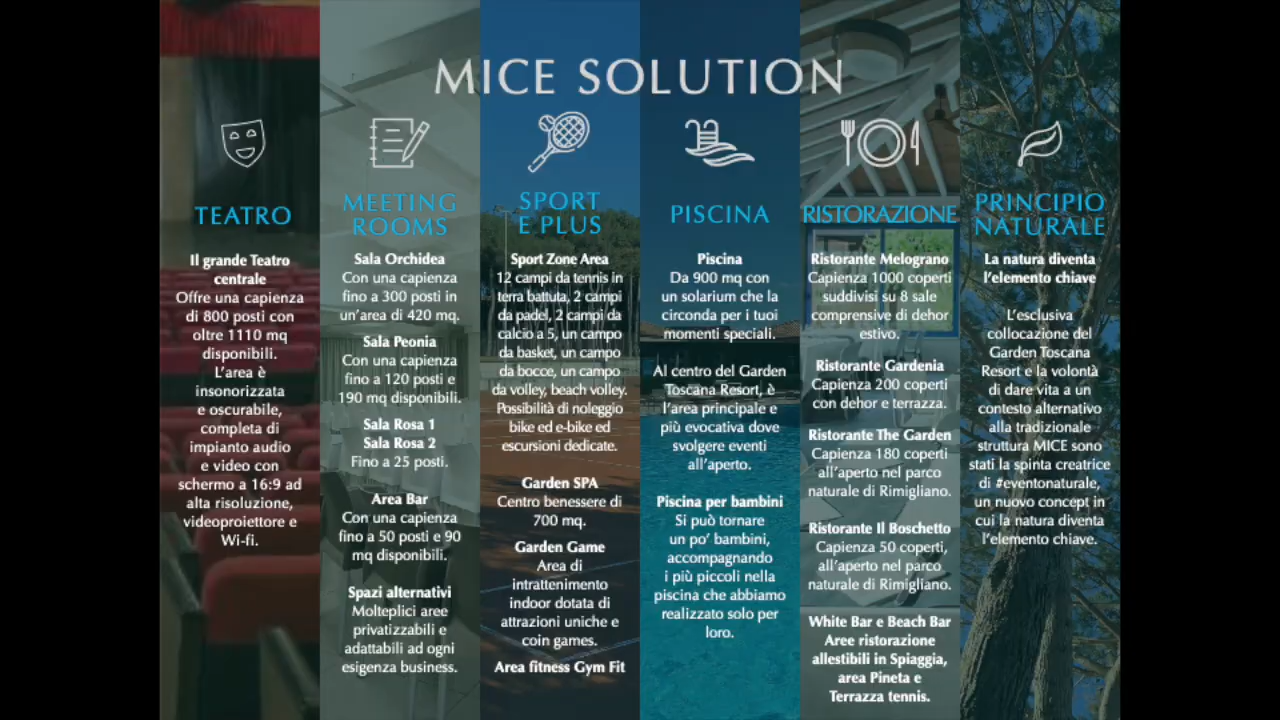 MICE SOLUTION
TEATRO
Il grande Teatro
centrale
Offre una capienza
di 800 posti con
oltre 1110 mq
disponibili.
L'area è
insonorizzata
e oscurabile,
completa di
impianto audio
e video con
schermo a 16:9 ad
alta risoluzione,
videoproiettore e
Wi-fi.
MEETING
ROOMS
Sala Orchidea
Con una capienza
fino a 300 posti in
un'area di 420 mq.
Sala Peonia
Con una capienza
fino a 120 posti e
190 mq disponibili.
Sala Rosa 1
Sala Rosa 2
Fino a 25 posti.
Area Bar
Con una capienza
fino a 50 posti e 90
mq disponibili.
Spazi alternativi
Molteplici aree
privatizzabili e
adattabili ad ogni
esigenza business.
SPORT
E PLUS
Sport Zone Area
12 campi da tennis in
terra battuta, 2 campi
da padel, 2 campi da
calcio a 5, un campo
da basket, un campo
da bocce, un campo
da volley, beach volley.
Possibilità di noleggio
bike ed e-bike ed
escursioni dedicate.
Garden SPA
Centro benessere di
700 mq.
Garden Game
Area di
intrattenimento
indoor dotata di
attrazioni uniche e
coin games.
Area fitness Gym Fit
PISCINA
Piscina
Da 900 mq con
un solarium che la
circonda per i tuoi
momenti speciali.
Al centro del Garden
Toscana Resort, è
l'area principale e
più evocativa dove
svolgere eventi
all'aperto.
Piscina per bambini
Si può tornare
un po' bambini,
accompagnando
i più piccoli nella
piscina che abbiamo
realizzato solo per
loro.
RISTORAZIONE
Ristorante Melograno
Capienza 1000 coperti
suddivisi su 8 sale
comprensive di dehor
estivo.
Ristorante Gardenia
Capienza 200 coperti
con dehor e terrazza.
Ristorante The Garden
Capienza 180 coperti
all'aperto nel parco
naturale di Rimigliano.
Ristorante Il Boschetto
Capienza 50 coperti,
all'aperto nel parco
naturale di Rimigliano.
White Bar e Beach Bar
Aree ristorazione
allestibili in Spiaggia,
area Pineta e
Terrazza tennis.
PRINCIPIO
NATURALE
La natura diventa
l'elemento chiave
L'esclusiva
collocazione del
Garden Toscana
Resort e la volontà
di dare vita a un
contesto alternativo
alla tradizionale
struttura MICE sono
stati la spinta creatrice
di #eventonaturale,
un nuovo concept in
cui la natura diventa
l'elemento chiave.